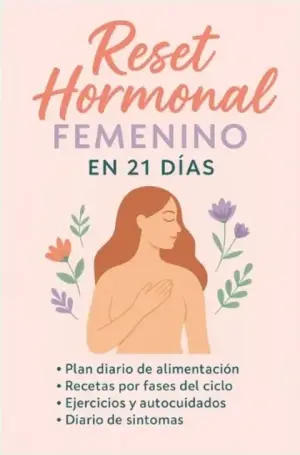 Reset
Hormonal
FEMENINO
EN 21 DÍAS
• Plan diario de alimentación
• Recetas por fases del ciclo
• Ejercicios y autocuidados
• Diario de sintomas